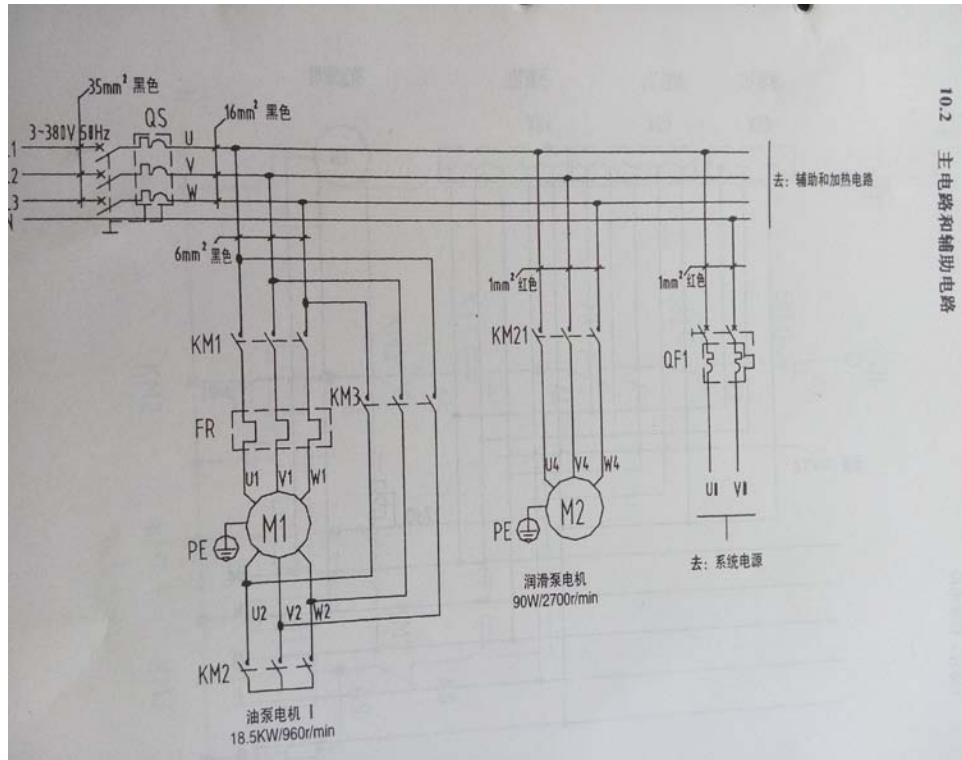 10.2 主电路和辅助电路
35mm² 黑色
QS
16mm² 黑色
3~380V 50Hz
U
V
W
去: 辅助和加热电路
6mm² 黑色
1mm² 红色
1mm² 红色
KM1
KM21
QF1
KM3
FR
U1 V1 W1
U4 V4 W4
M1
M2
PE
PE
去: 系统电源
润滑泵电机
90W/2700r/min
U2 V2 W2
KM2
油泵电机 I
18.5KW/960r/min